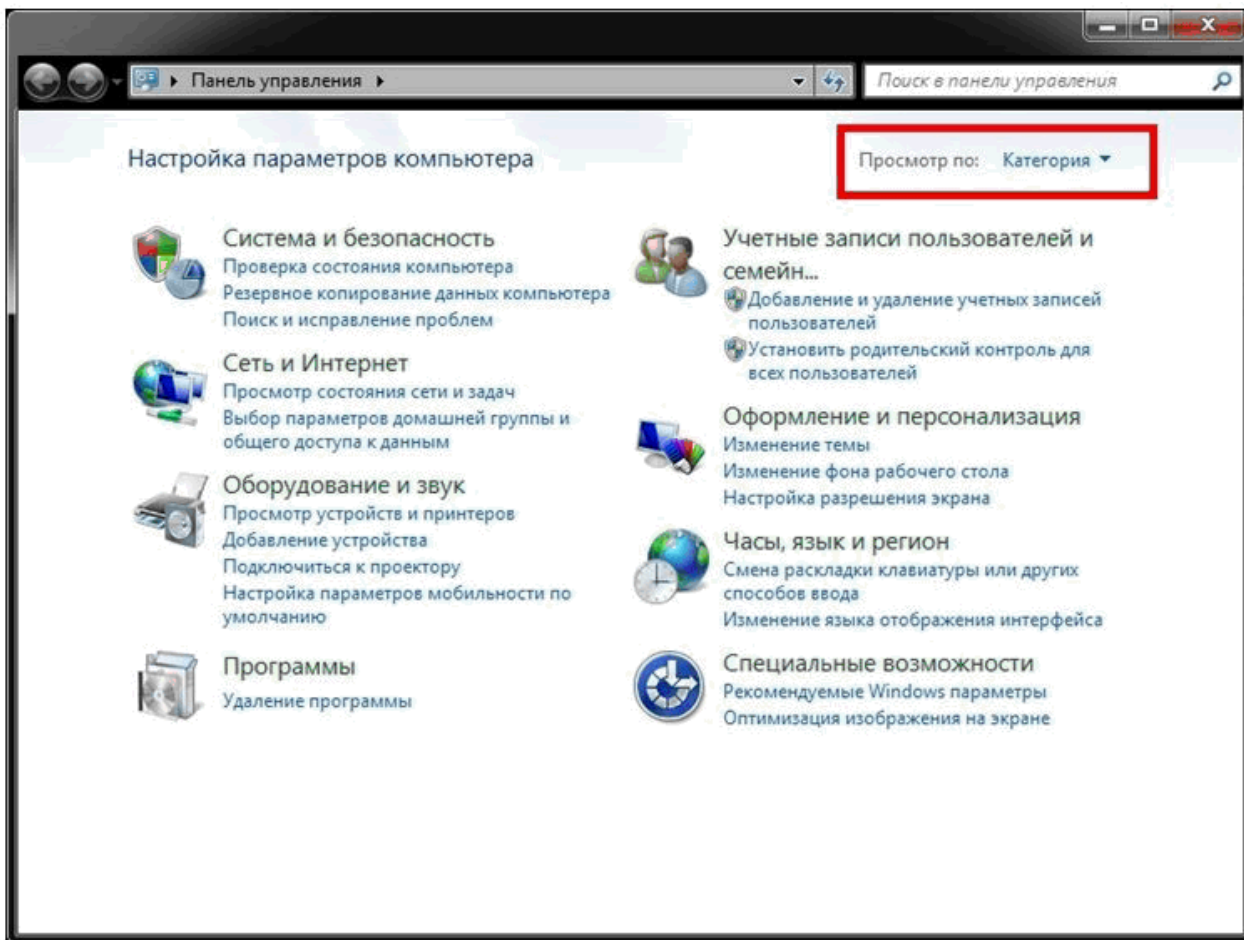 Панель управления
Поиск в панели управления
Настройка параметров компьютера
Просмотр по: Категория
Система и безопасность
Проверка состояния компьютера
Резервное копирование данных компьютера
Поиск и исправление проблем
Сеть и Интернет
Просмотр состояния сети и задач
Выбор параметров домашней группы и
общего доступа к данным
Оборудование и звук
Просмотр устройств и принтеров
Добавление устройства
Подключиться к проектору
Настройка параметров мобильности по
умолчанию
Программы
Удаление программы
Учетные записи пользователей и
семейн...
Добавление и удаление учетных записей
пользователей
Установить родительский контроль для
всех пользователей
Оформление и персонализация
Изменение темы
Изменение фона рабочего стола
Настройка разрешения экрана
Часы, язык и регион
Смена раскладки клавиатуры или других
способов ввода
Изменение языка отображения интерфейса
Специальные возможности
Рекомендуемые Windows параметры
Оптимизация изображения на экране